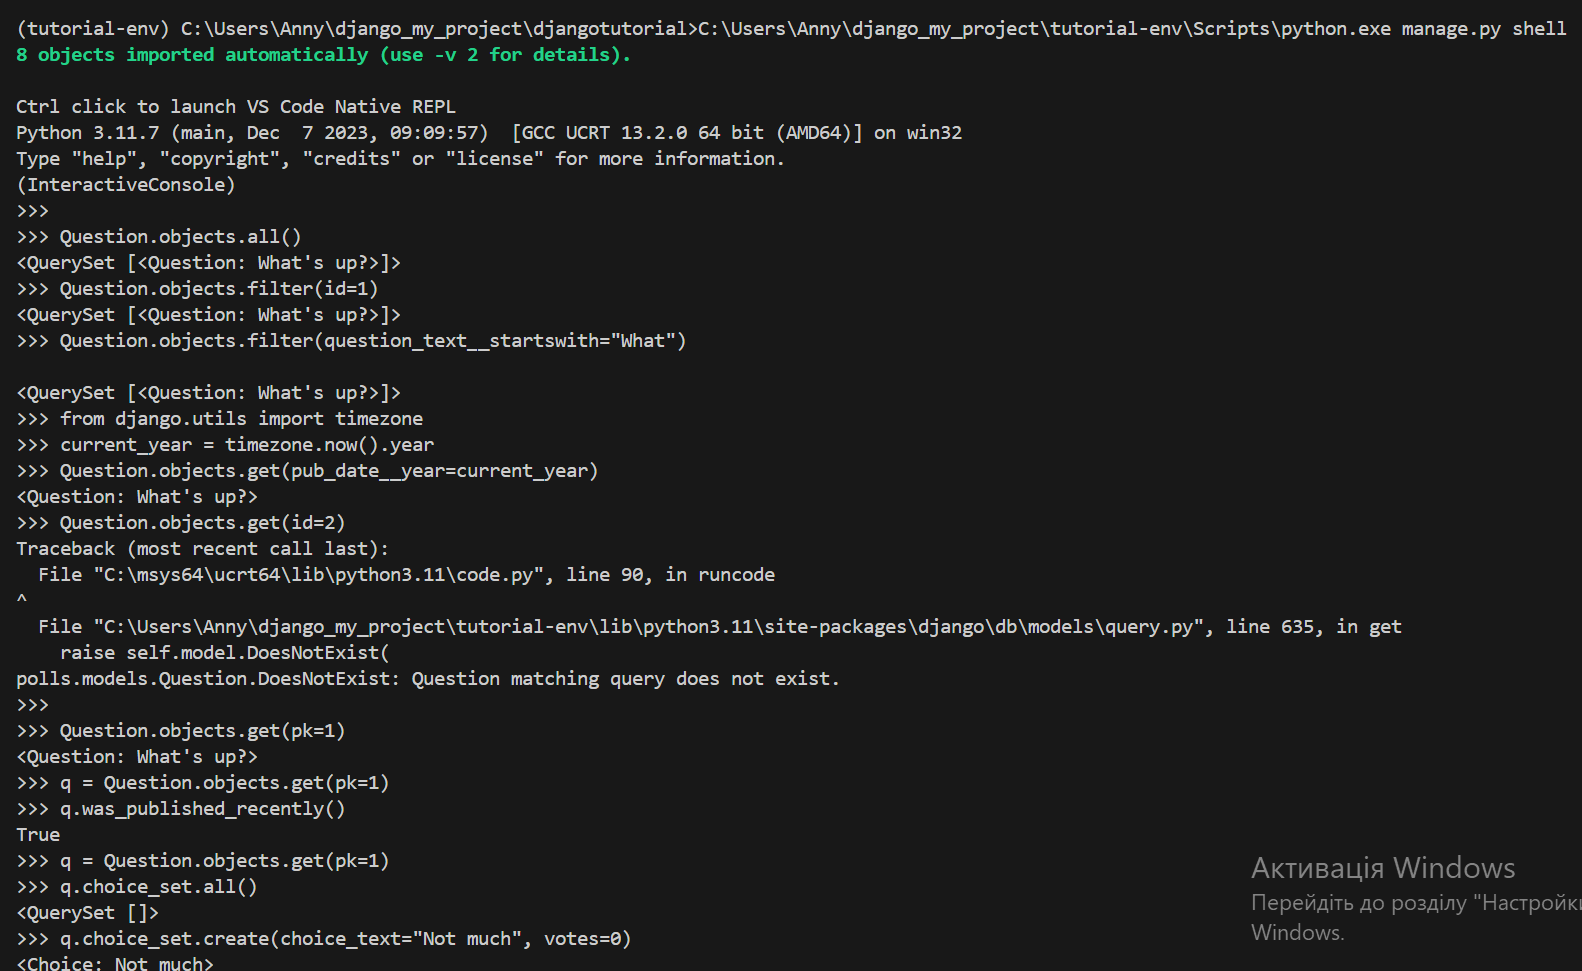 (tutorial-env) C:\Users\Anny\django_my_project\djangotutorial>C:\Users\Anny\django_my_project\tutorial-env\Scripts\python.exe manage.py shell
8 objects imported automatically (use -v 2 for details).
Ctrl click to launch VS Code Native REPL
Python 3.11.7 (main, Dec  7 2023, 09:09:57)  [GCC UCRT 13.2.0 64 bit (AMD64)] on win32
Type "help", "copyright", "credits" or "license" for more information.
(InteractiveConsole)
>>>
>>> Question.objects.all()
<QuerySet [<Question: What's up?>]>
>>> Question.objects.filter(id=1)
<QuerySet [<Question: What's up?>]>
>>> Question.objects.filter(question_text__startswith="What")
<QuerySet [<Question: What's up?>]>
>>> from django.utils import timezone
>>> current_year = timezone.now().year
>>> Question.objects.get(pub_date__year=current_year)
<Question: What's up?>
>>> Question.objects.get(id=2)
Traceback (most recent call last):
  File "C:\msys64\ucrt64\lib\python3.11\code.py", line 90, in runcode
^
  File "C:\Users\Anny\django_my_project\tutorial-env\lib\python3.11\site-packages\django\db\models\query.py", line 635, in get
    raise self.model.DoesNotExist(
polls.models.Question.DoesNotExist: Question matching query does not exist.
>>>
>>> Question.objects.get(pk=1)
<Question: What's up?>
>>> q = Question.objects.get(pk=1)
>>> q.was_published_recently()
True
>>> q = Question.objects.get(pk=1)
>>> q.choice_set.all()
<QuerySet []>
>>> q.choice_set.create(choice_text="Not much", votes=0)
<Choice: Not much>
Активація Windows
Перейдіть до розділу "Настройки
Windows.